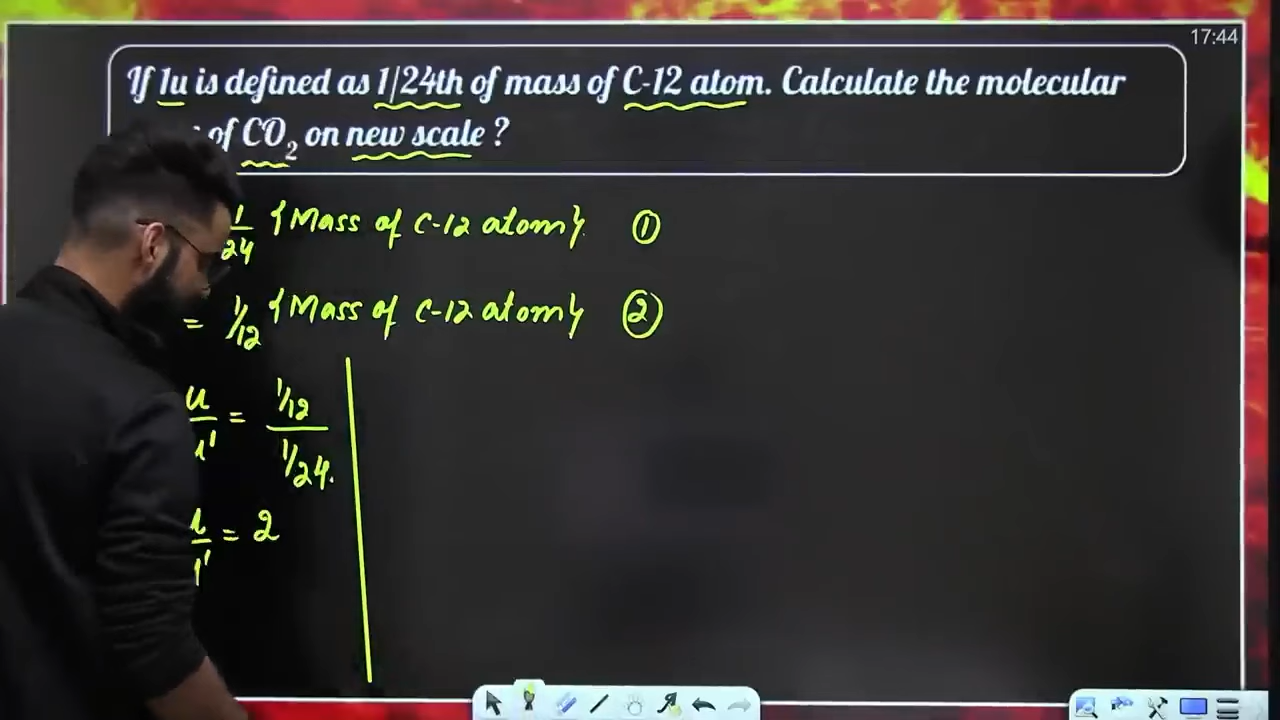 17:44
If 1u is defined as 1/24th of mass of C-12 atom. Calculate the molecular
of CO2 on new scale ?
1/24 {Mass of C-12 atom}. ①
= 1/12 {Mass of C-12 atom} ②
u/u' = 1/12 / 1/24.
u/u' = 2